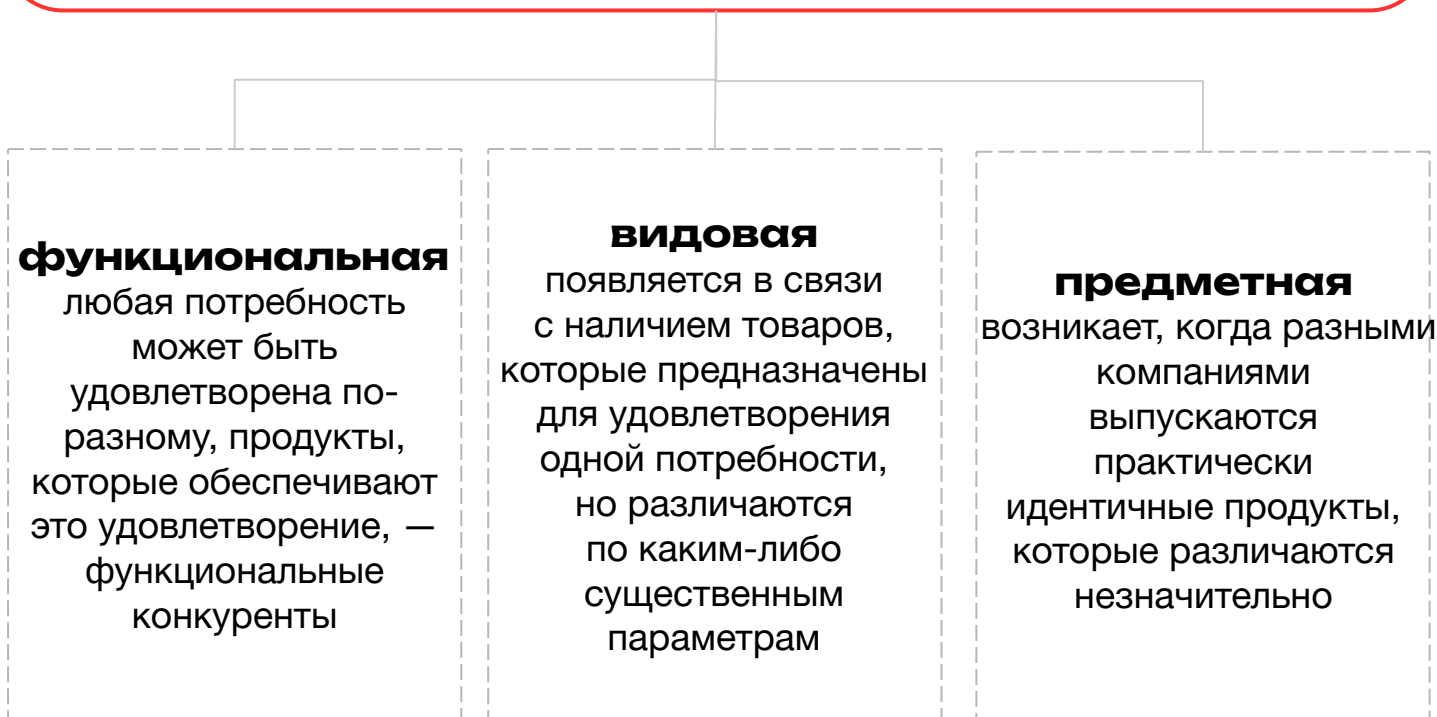 функциональная
любая потребность
может быть
удовлетворена по-
разному, продукты,
которые обеспечивают
это удовлетворение, —
функциональные
конкуренты
видовая
появляется в связи
с наличием товаров,
которые предназначены
для удовлетворения
одной потребности,
но различаются
по каким-либо
существенным
параметрам
предметная
возникает, когда разными
компаниями
выпускаются
практически
идентичные продукты,
которые различаются
незначительно